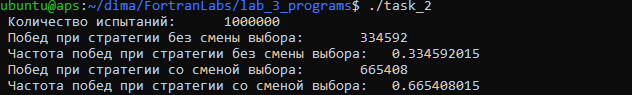 ubuntu@aps:~/dima/FortranLabs/lab_3_programs$ ./task_2
Количество испытаний: 1000000
Побед при стратегии без смены выбора: 334592
Частота побед при стратегии без смены выбора: 0.334592015
Побед при стратегии со сменой выбора: 665408
Частота побед при стратегии со сменой выбора: 0.665408015